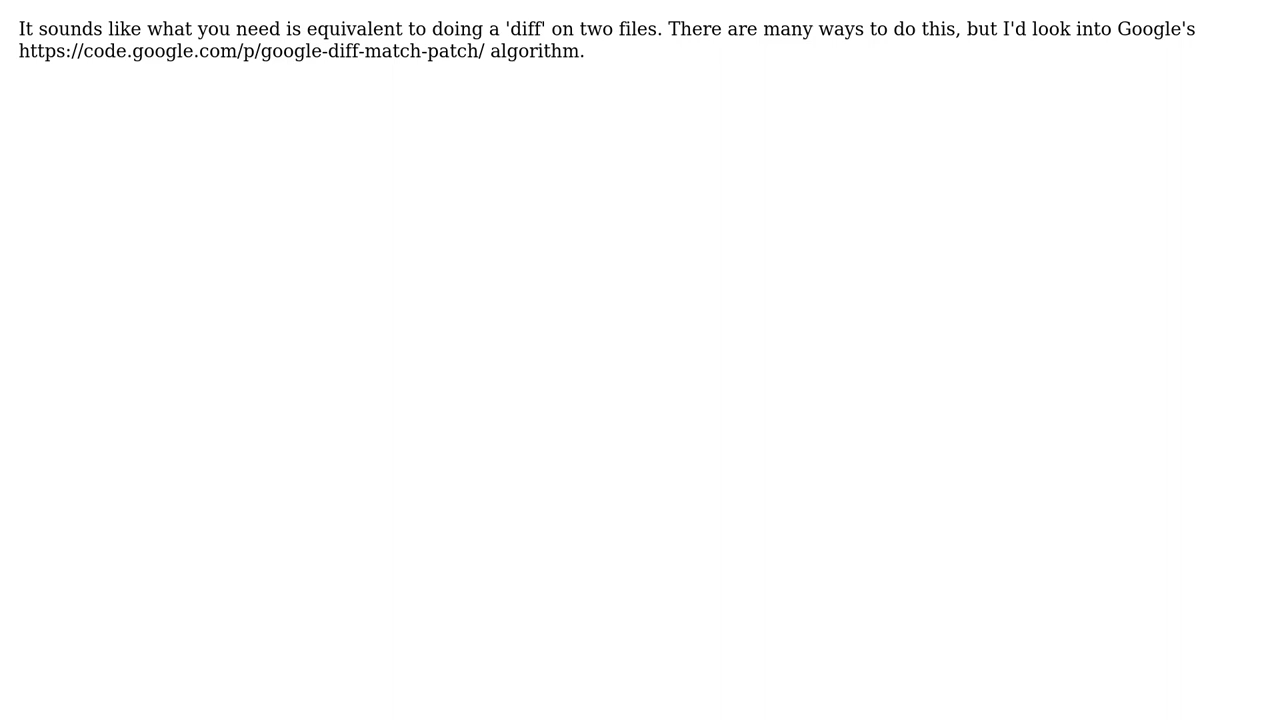 It sounds like what you need is equivalent to doing a 'diff' on two files. There are many ways to do this, but I'd look into Google's
https://code.google.com/p/google-diff-match-patch/ algorithm.